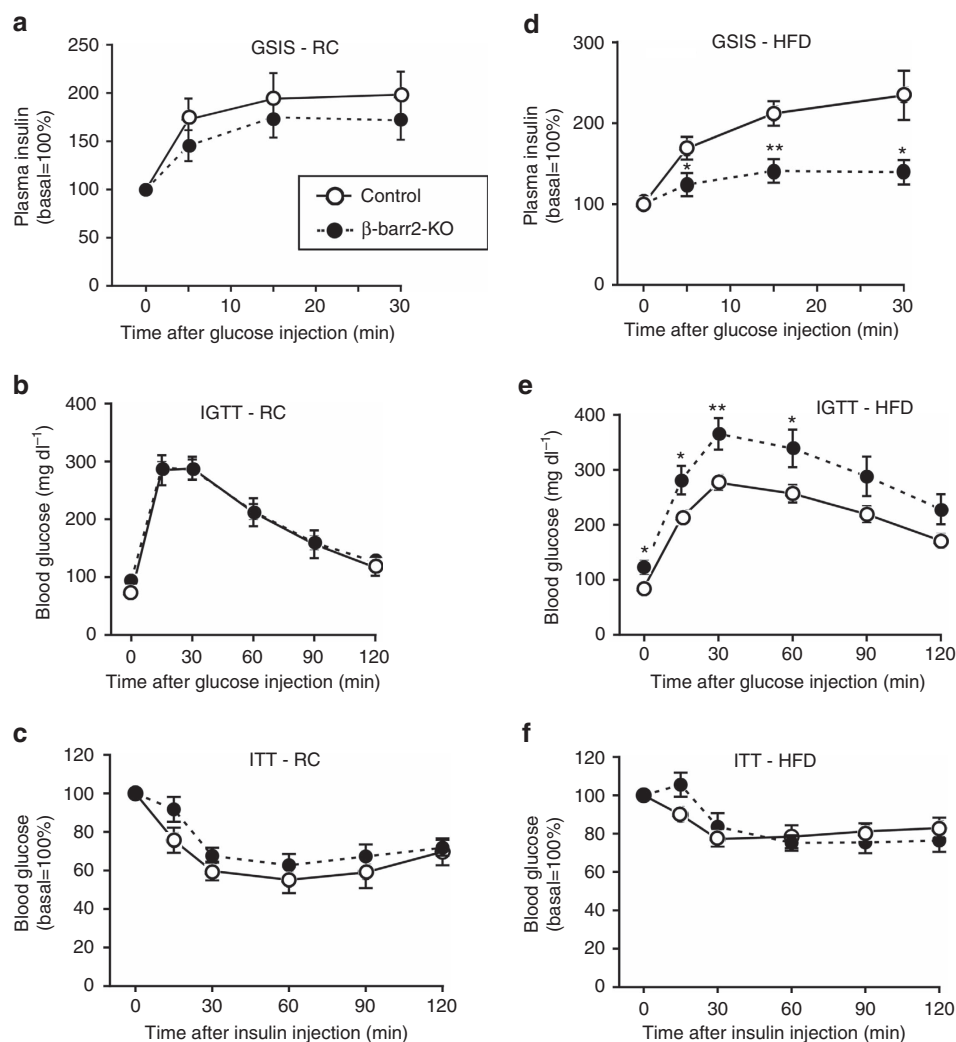 a
GSIS - RC
250
200
150
100
50
0
Plasma insulin
(basal=100%)
Control
β-barr2-KO
0 10 20 30
Time after glucose injection (min)
b
IGTT - RC
400
300
200
100
0
Blood glucose (mg dl⁻¹)
0 30 60 90 120
Time after glucose injection (min)
c
ITT - RC
120
100
80
60
40
20
0
Blood glucose
(basal=100%)
0 30 60 90 120
Time after insulin injection (min)
d
GSIS - HFD
300
200
100
0
Plasma insulin
(basal=100%)
* ** *
0 10 20 30
Time after glucose injection (min)
e
IGTT - HFD
400
300
200
100
0
Blood glucose (mg dl⁻¹)
* * ** *
0 30 60 90 120
Time after glucose injection (min)
f
ITT - HFD
120
100
80
60
40
20
0
Blood glucose
(basal=100%)
0 30 60 90 120
Time after insulin injection (min)